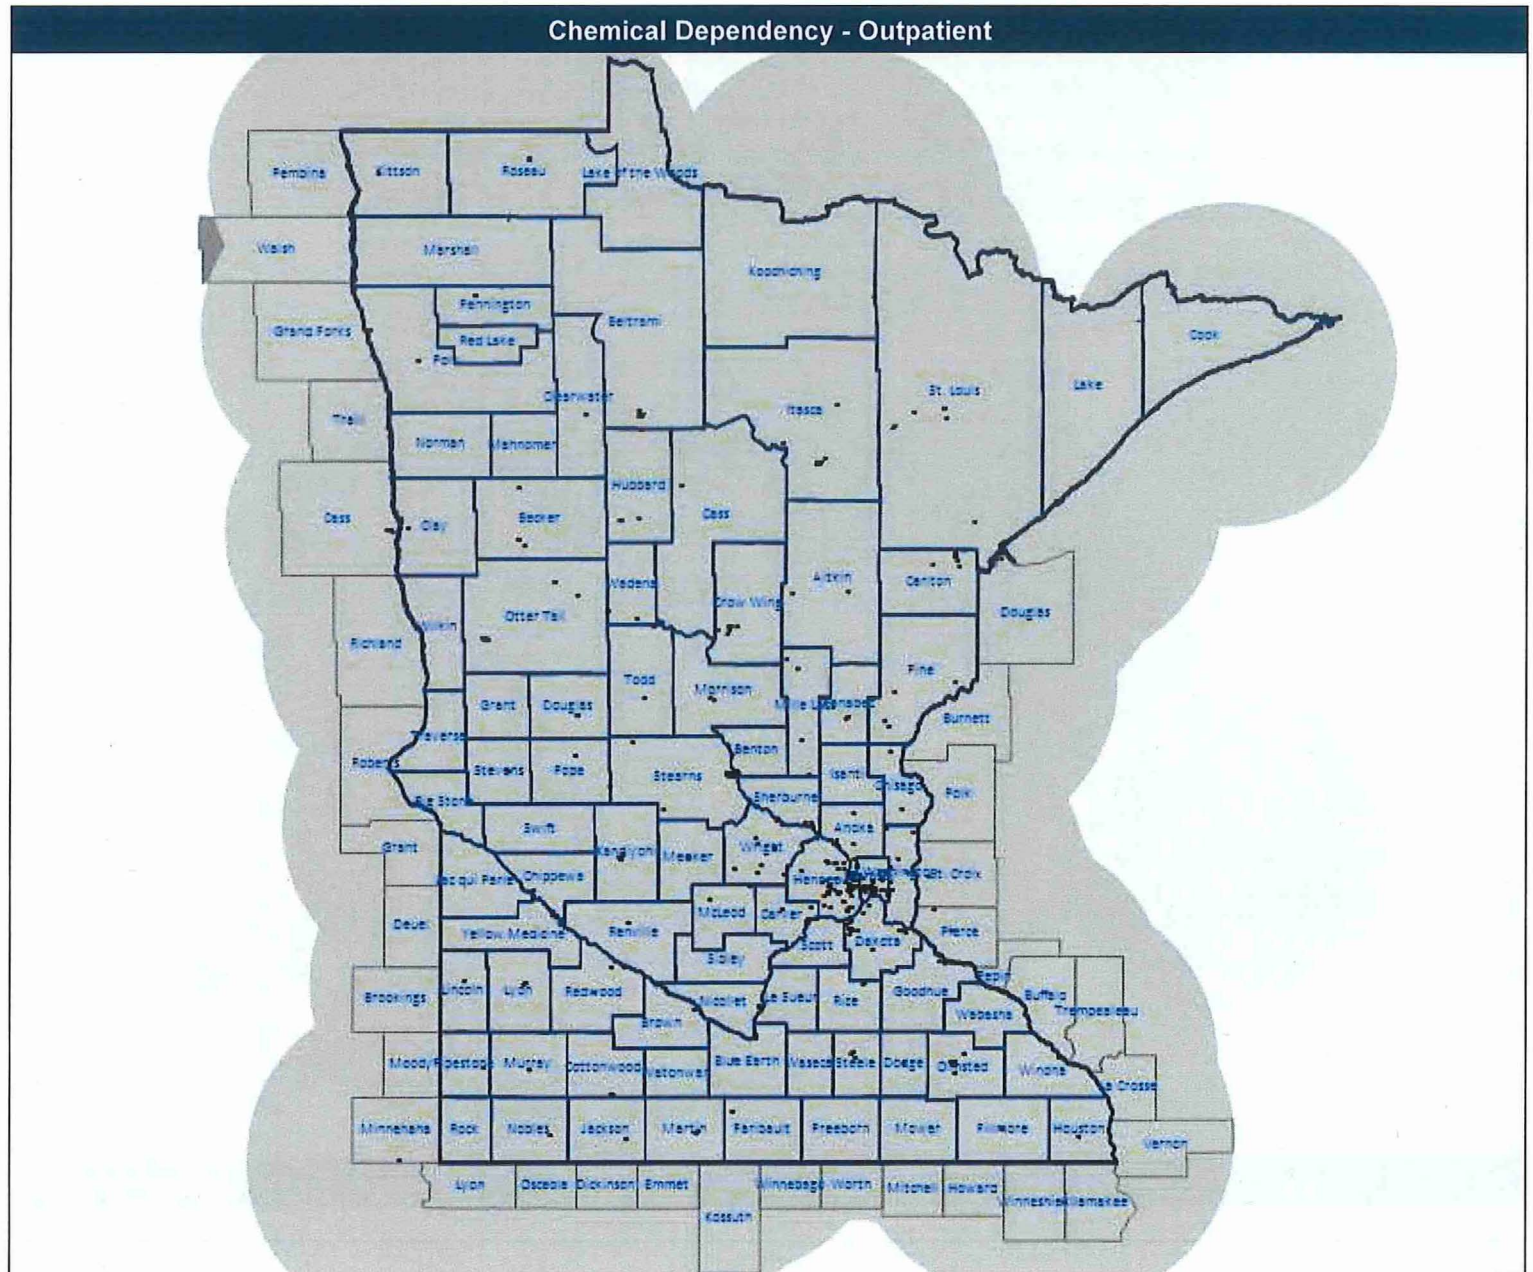 Chemical Dependency - Outpatient
Pembina
Kittson
Roseau
Lake of the Woods
Walsh
Marshall
Koochiching
Pennington
Grand Forks
Beltrami
Red Lake
Cook
Clearwater
Lake
St. Louis
Itasca
Traill
Norman
Mahnomen
Hubbard
Cass
Cass
Clay
Becker
Aitkin
Carlton
Wadena
Crow Wing
Otter Tail
Douglas
Wilkin
Richland
Pine
Todd
Morrison
Grant
Douglas
Mille Lacs
Kanabec
Burnett
Traverse
Benton
Roberts
Stevens
Pope
Stearns
Isanti
Chisago
Polk
Sherburne
Big Stone
Swift
Anoka
Grant
Kandiyohi
Meeker
Wright
Lac qui Parle
Chippewa
Hennepin
Washington
St. Croix
McLeod
Carver
Deuel
Yellow Medicine
Renville
Scott
Dakota
Pierce
Sibley
Pepin
Brookings
Lincoln
Lyon
Redwood
Nicollet
Le Sueur
Rice
Goodhue
Buffalo
Wabasha
Trempealeau
Brown
Moody
Pipestone
Murray
Cottonwood
Watonwan
Blue Earth
Waseca
Steele
Dodge
Olmsted
Winona
La Crosse
Minnehaha
Rock
Nobles
Jackson
Martin
Faribault
Freeborn
Mower
Fillmore
Houston
Vernon
Lyon
Osceola
Dickinson
Emmet
Winnebago
Worth
Mitchell
Howard
Winneshiek
Allamakee
Kossuth